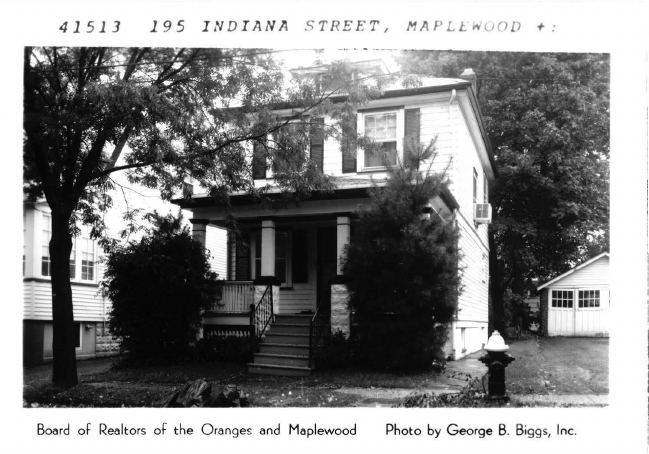 41513 195 INDIANA STREET, MAPLEWOOD +:
Board of Realtors of the Oranges and Maplewood Photo by George B. Biggs, Inc.